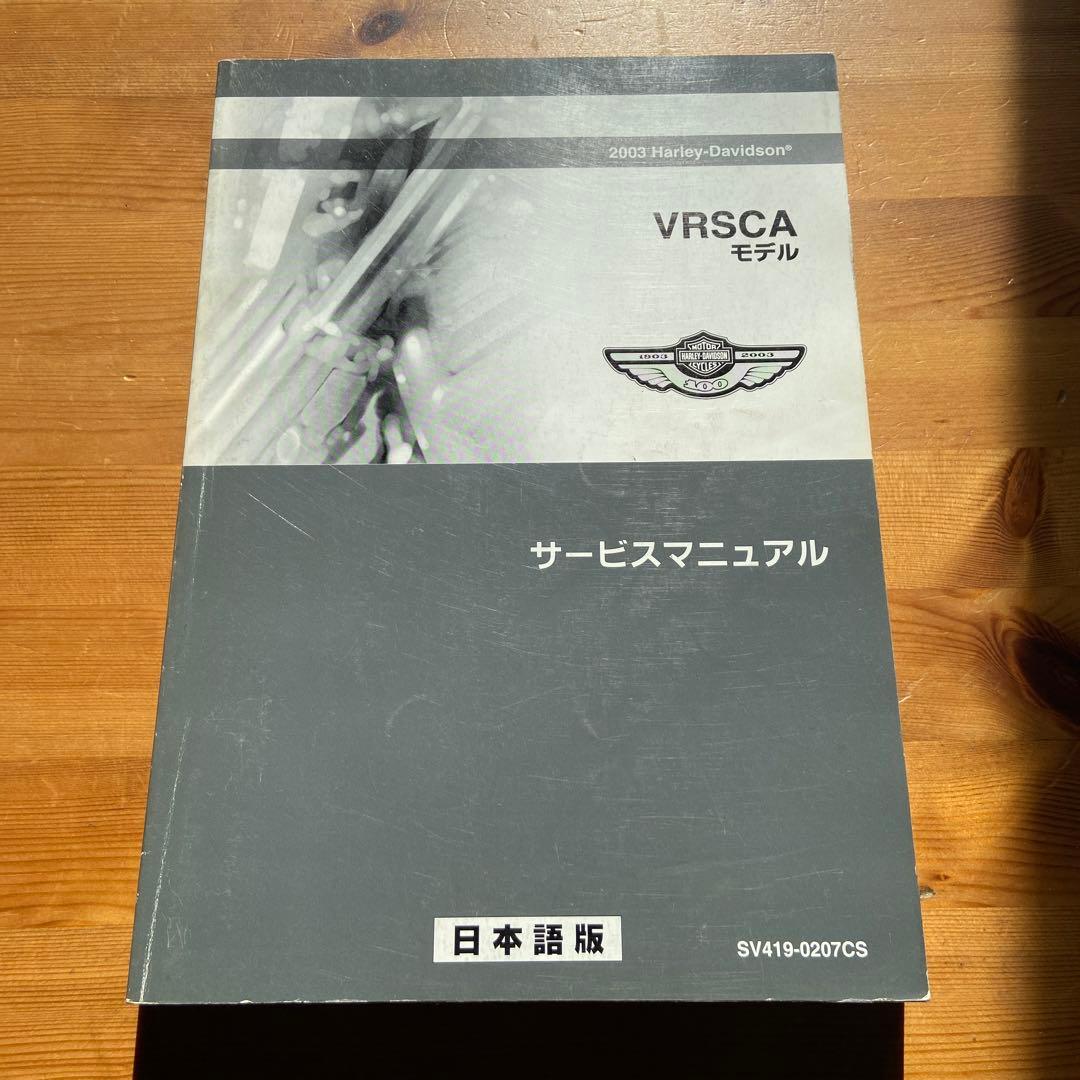 2003 Harley-Davidson®
VRSCA
モデル
MOTOR
1903 HARLEY-DAVIDSON 2003
CYCLES
100
サービスマニュアル
日本語版
SV419-0207CS